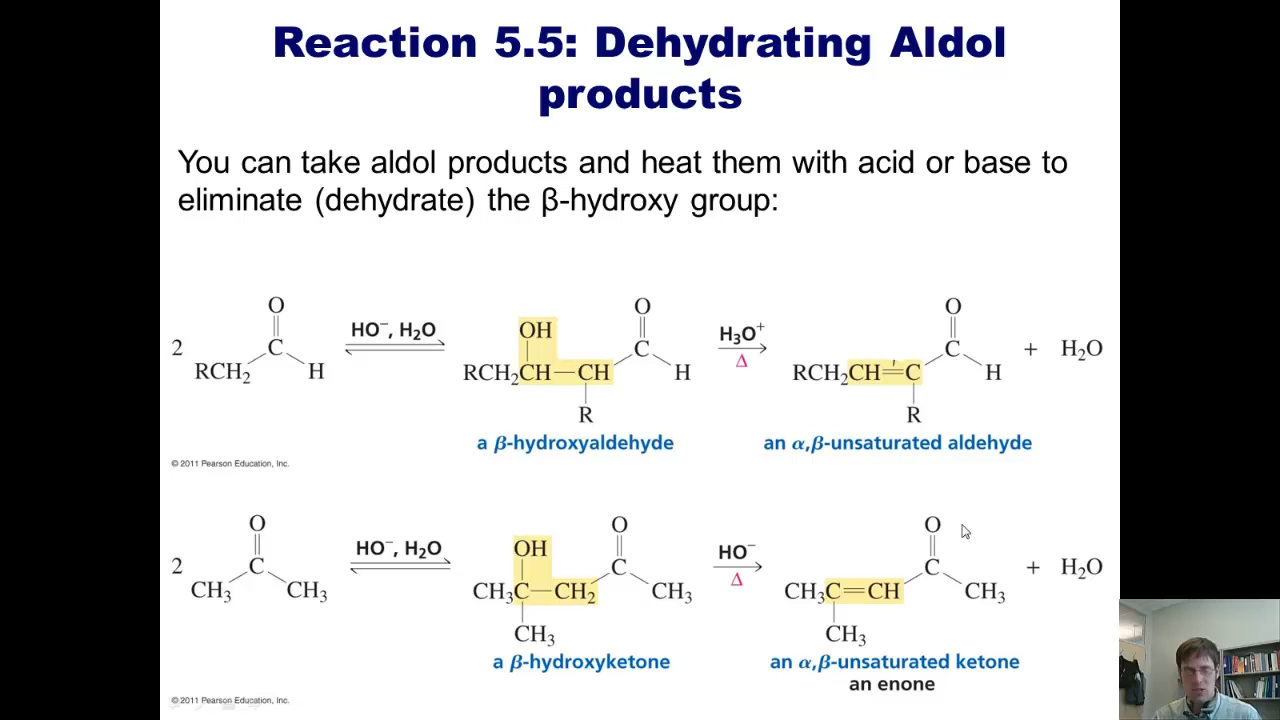 Reaction 5.5: Dehydrating Aldol
products
You can take aldol products and heat them with acid or base to
eliminate (dehydrate) the β-hydroxy group:
O
OH
O
O
HO⁻, H₂O
H₃O⁺
2
C
C
C
+ H₂O
Δ
RCH₂
H
RCH₂CH—CH
H
RCH₂CH=C
H
R
R
a β-hydroxyaldehyde
an α,β-unsaturated aldehyde
© 2011 Pearson Education, Inc.
O
O
O
HO⁻, H₂O
OH
HO⁻
2
C
C
C
+ H₂O
Δ
CH₃
CH₃
CH₃C—CH₂
CH₃
CH₃C=CH
CH₃
CH₃
CH₃
a β-hydroxyketone
an α,β-unsaturated ketone
an enone
© 2011 Pearson Education, Inc.